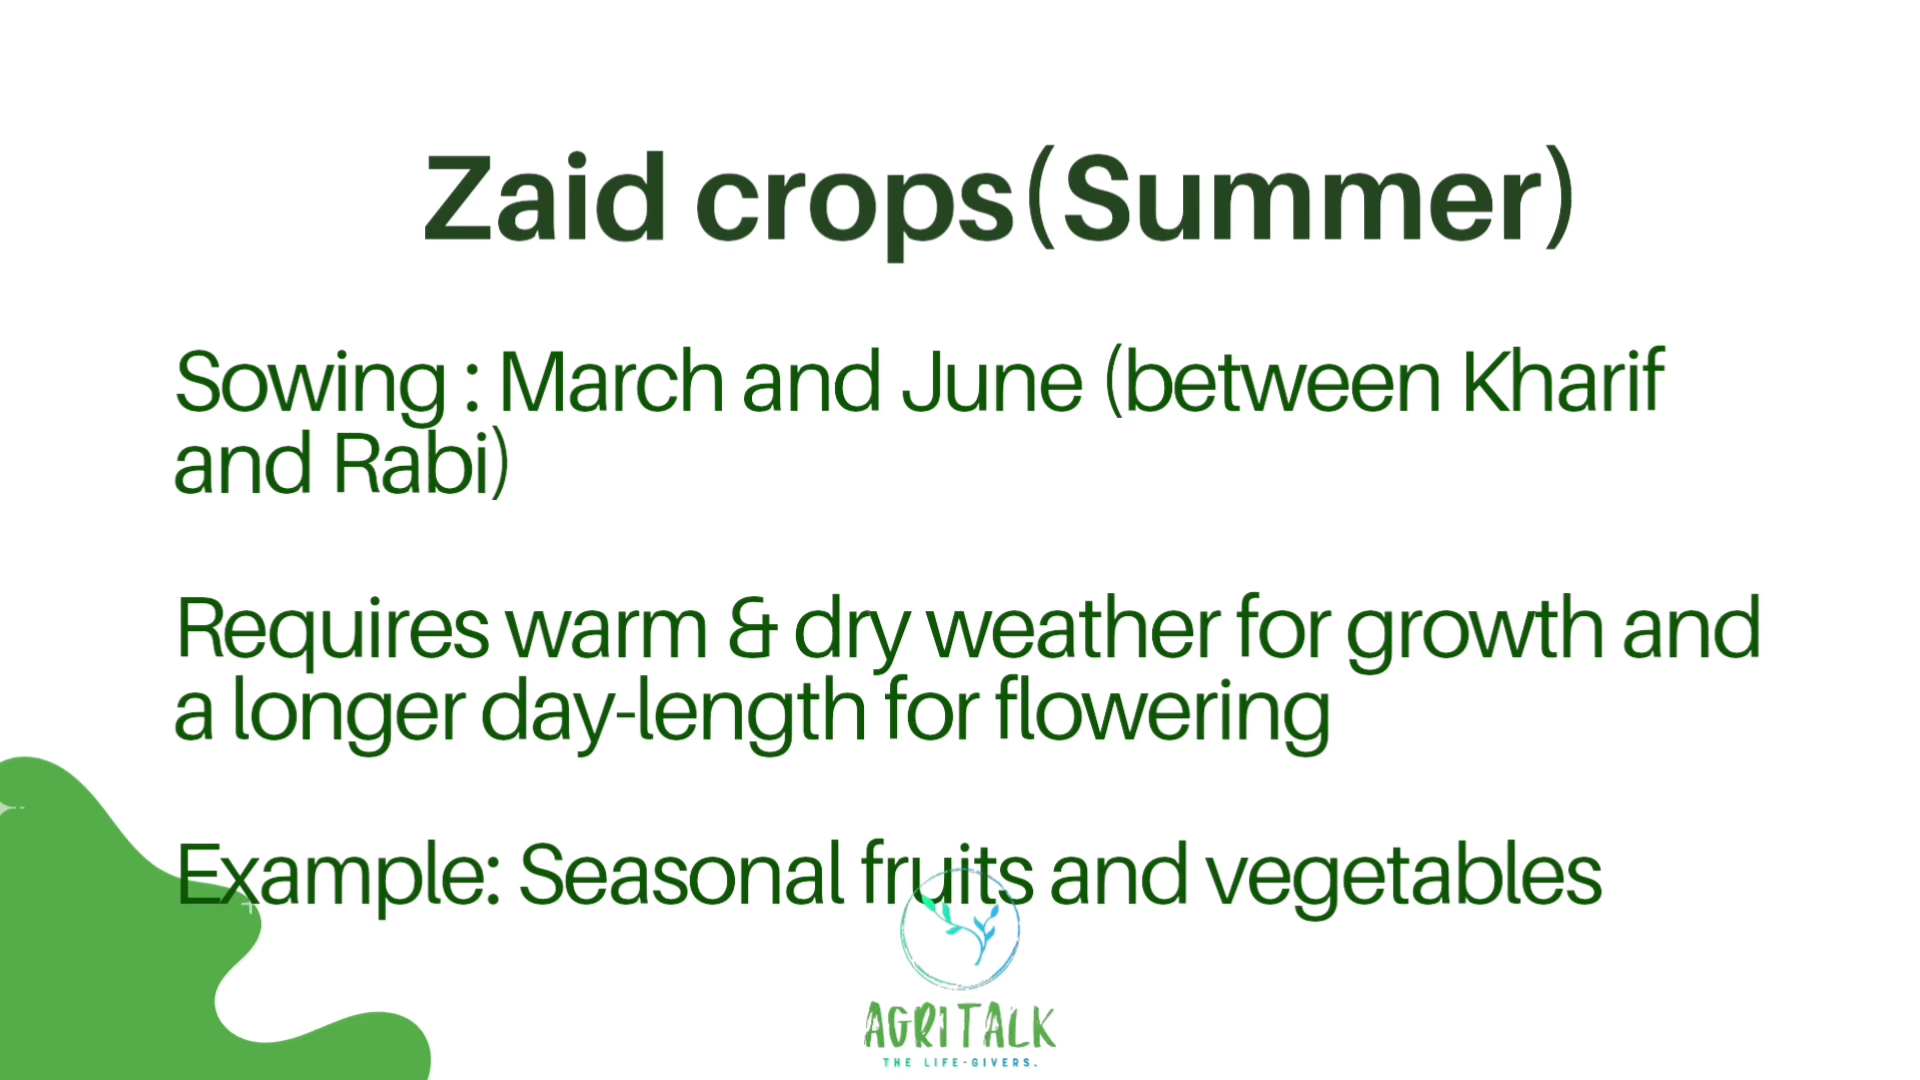 Zaid crops(Summer)
Sowing : March and June (between Kharif
and Rabi)
Requires warm & dry weather for growth and
a longer day-length for flowering
Example: Seasonal fruits and vegetables
AGRITALK
THE LIFE-GIVERS.